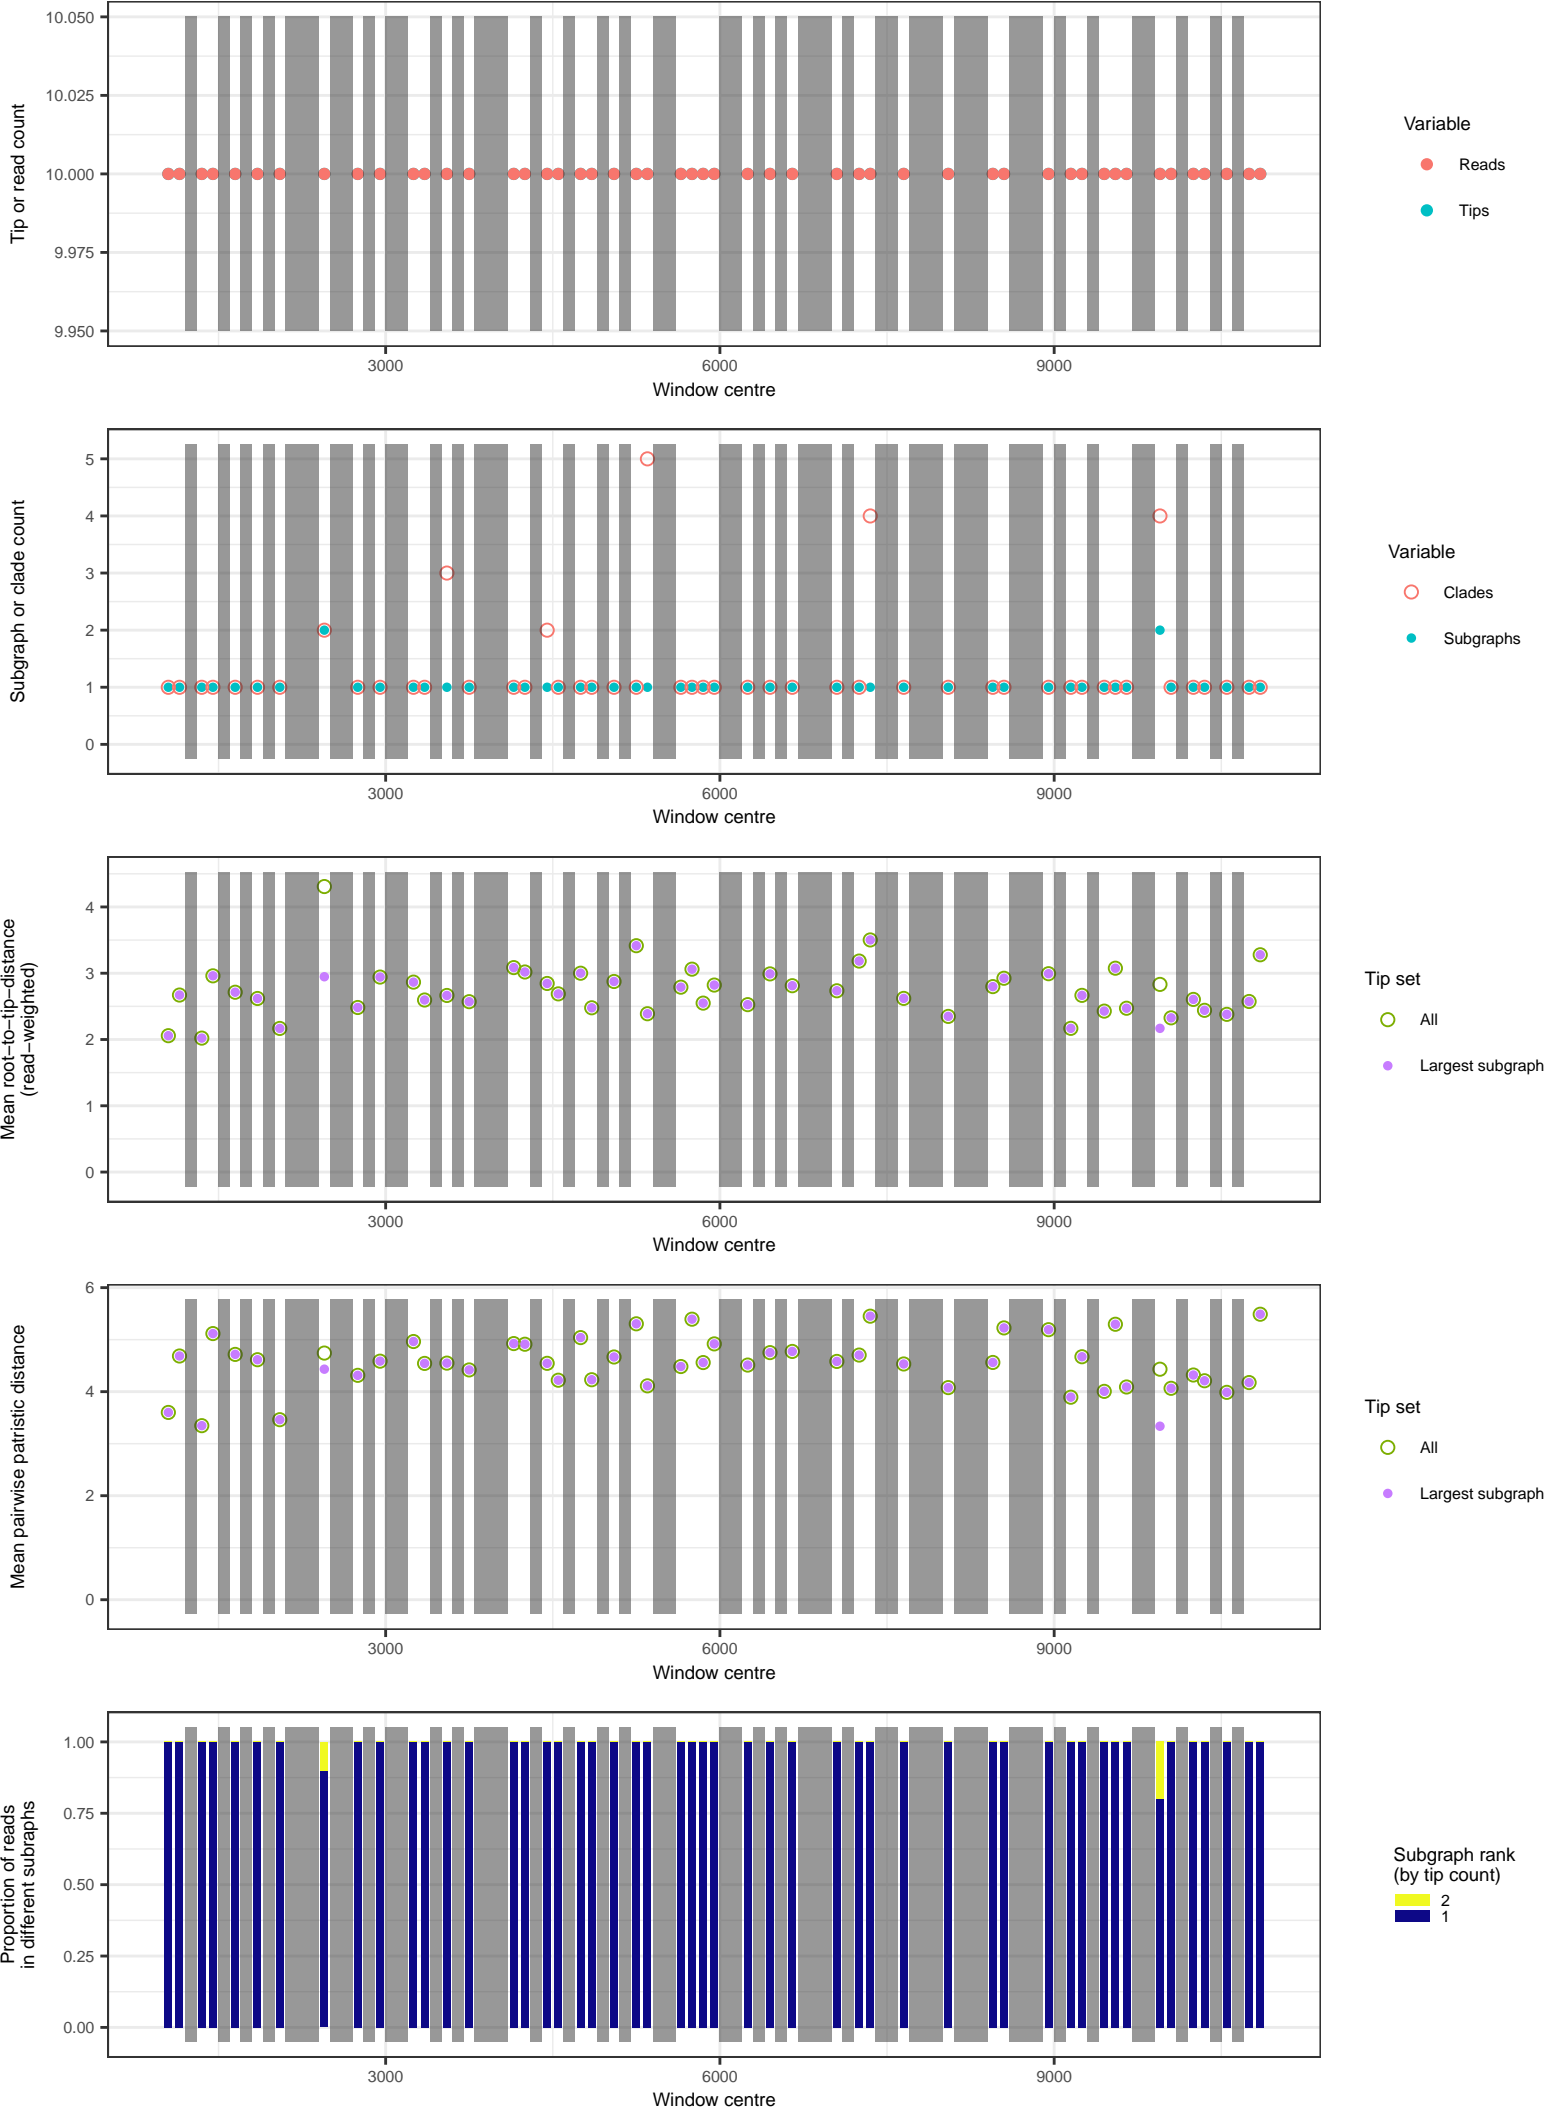 10.050
10.025
10.000
9.975
9.950
Tip or read count
3000
6000
9000
Window centre
Variable
Reads
Tips
5
4
3
2
1
0
Subgraph or clade count
3000
6000
9000
Window centre
Variable
Clades
Subgraphs
4
3
2
1
0
Mean root−to−tip−distance
(read−weighted)
3000
6000
9000
Window centre
Tip set
All
Largest subgraph
6
4
2
0
Mean pairwise patristic distance
3000
6000
9000
Window centre
Tip set
All
Largest subgraph
1.00
0.75
0.50
0.25
0.00
Proportion of reads
in different subraphs
3000
6000
9000
Window centre
Subgraph rank
(by tip count)
2
1